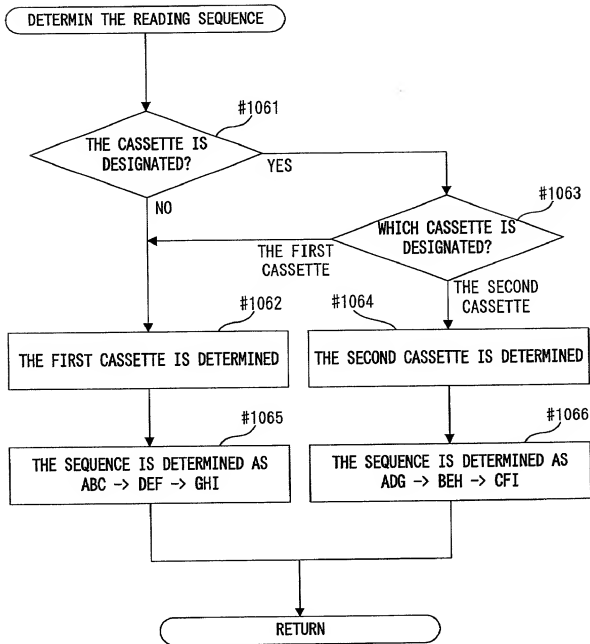 DETERMIN THE READING SEQUENCE
#1061
THE CASSETTE IS
DESIGNATED?
YES
NO
#1063
WHICH CASSETTE IS
DESIGNATED?
THE FIRST
CASSETTE
THE SECOND
CASSETTE
#1062
THE FIRST CASSETTE IS DETERMINED
#1064
THE SECOND CASSETTE IS DETERMINED
#1065
THE SEQUENCE IS DETERMINED AS
ABC -> DEF -> GHI
#1066
THE SEQUENCE IS DETERMINED AS
ADG -> BEH -> CFI
RETURN